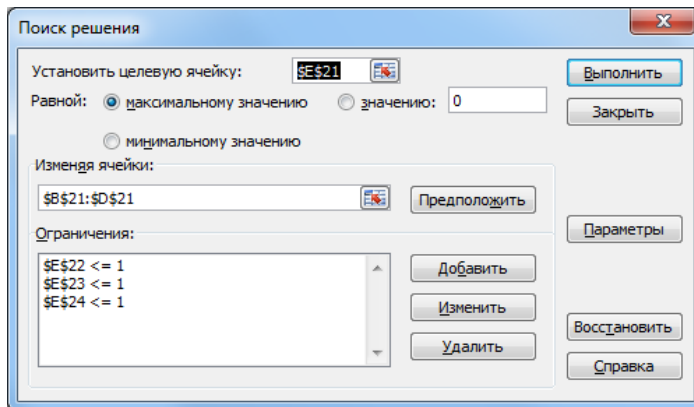 Поиск решения
Установить целевую ячейку: $E$21
Выполнить
Равной: максимальному значению значению: 0
Закрыть
минимальному значению
Изменяя ячейки:
$B$21:$D$21
Предположить
Параметры
Ограничения:
$E$22 <= 1
$E$23 <= 1
$E$24 <= 1
Добавить
Изменить
Удалить
Восстановить
Справка